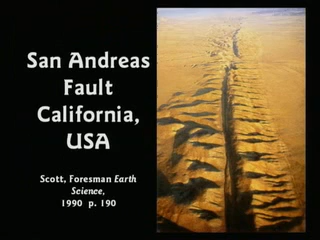 San Andreas
Fault
California,
USA
Scott, Foresman Earth
Science,
1990  p. 190